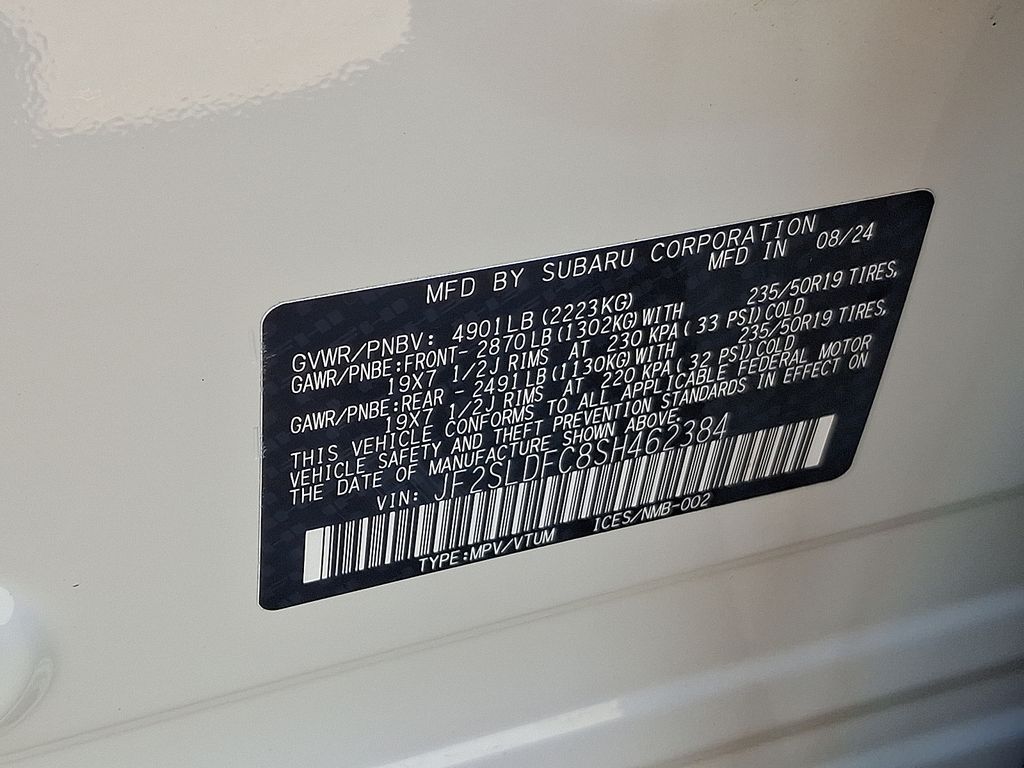 MFD BY SUBARU CORPORATION
MFD IN 08/24
GVWR/PNBV: 4901LB(2223KG)
GAWR/PNBE:FRONT- 2870LB(1302KG)WITH 235/50R19 TIRES,
19X7 1/2J RIMS AT 230 KPA( 33 PSI)COLD
GAWR/PNBE:REAR - 2491LB(1130KG)WITH 235/50R19 TIRES,
19X7 1/2J RIMS AT 220 KPA( 32 PSI)COLD
THIS VEHICLE CONFORMS TO ALL APPLICABLE FEDERAL MOTOR
VEHICLE SAFETY AND THEFT PREVENTION STANDARDS IN EFFECT ON
THE DATE OF MANUFACTURE SHOWN ABOVE.
VIN: JF2SLDFC8SH462384
TYPE:MPV/VTUM ICES/NMB-002